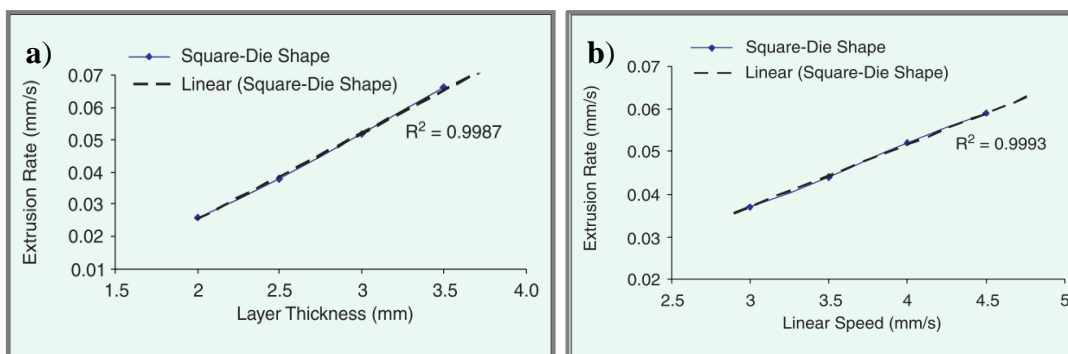 a)
Square-Die Shape
Linear (Square-Die Shape)
0.07
0.06
0.05
0.04
0.03
0.02
0.01
R² = 0.9987
1.5 2 2.5 3 3.5 4.0
Layer Thickness (mm)
Extrusion Rate (mm/s)
b)
Square-Die Shape
Linear (Square-Die Shape)
0.07
0.06
0.05
0.04
0.03
0.02
R² = 0.9993
2.5 3 3.5 4 4.5 5
Linear Speed (mm/s)
Extrusion Rate (mm/s)